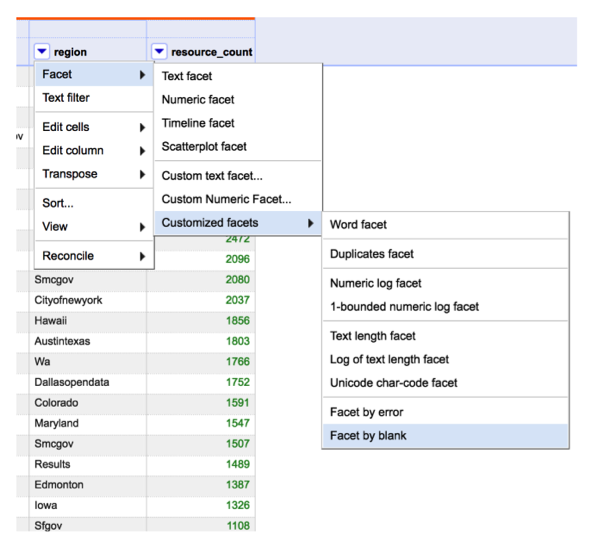 region resource_count
Facet
Text filter
Edit cells
Edit column
Transpose
Sort...
View
Reconcile
Text facet
Numeric facet
Timeline facet
Scatterplot facet
Custom text facet...
Custom Numeric Facet...
Customized facets
Word facet
Duplicates facet
Numeric log facet
1-bounded numeric log facet
Text length facet
Log of text length facet
Unicode char-code facet
Facet by error
Facet by blank
ov
2472
2096
Smcgov 2080
Cityofnewyork 2037
Hawaii 1856
Austintexas 1803
Wa 1766
Dallasopendata 1752
Colorado 1591
Maryland 1547
Smcgov 1507
Results 1489
Edmonton 1387
Iowa 1326
Sfgov 1108